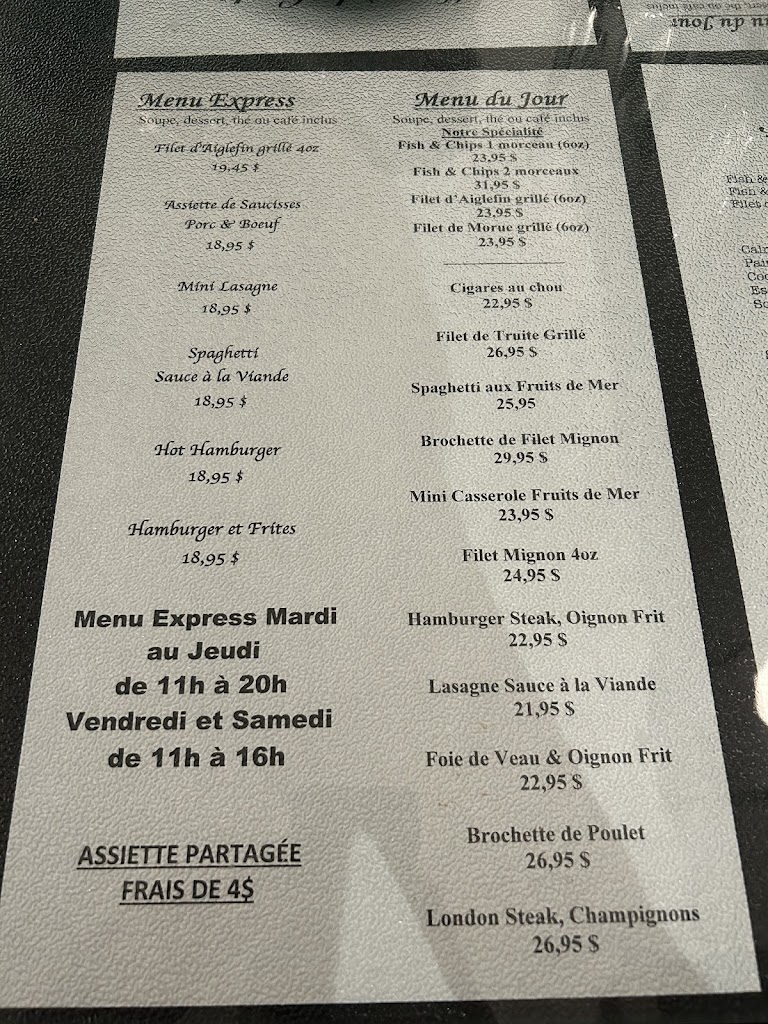 Menu Express
Soupe, dessert, thé ou café inclus
Filet d'Aiglefin grillé 4oz
19,45 $
Assiette de Saucisses
Porc & Boeuf
18,95 $
Mini Lasagne
18,95 $
Spaghetti
Sauce à la Viande
18,95 $
Hot Hamburger
18,95 $
Hamburger et Frites
18,95 $
Menu Express Mardi
au Jeudi
de 11h à 20h
Vendredi et Samedi
de 11h à 16h
ASSIETTE PARTAGÉE
FRAIS DE 4$
Menu du Jour
Soupe, dessert, thé ou café inclus
Notre Spécialité
Fish & Chips 1 morceau (6oz)
23,95 $
Fish & Chips 2 morceaux
31,95 $
Filet d'Aiglefin grillé (6oz)
23,95 $
Filet de Morue grillé (6oz)
23,95 $
Cigares au chou
22,95 $
Filet de Truite Grillé
26,95 $
Spaghetti aux Fruits de Mer
25,95
Brochette de Filet Mignon
29,95 $
Mini Casserole Fruits de Mer
23,95 $
Filet Mignon 4oz
24,95 $
Hamburger Steak, Oignon Frit
22,95 $
Lasagne Sauce à la Viande
21,95 $
Foie de Veau & Oignon Frit
22,95 $
Brochette de Poulet
26,95 $
London Steak, Champignons
26,95 $
du Jour
Fish &
Fish &
Filet